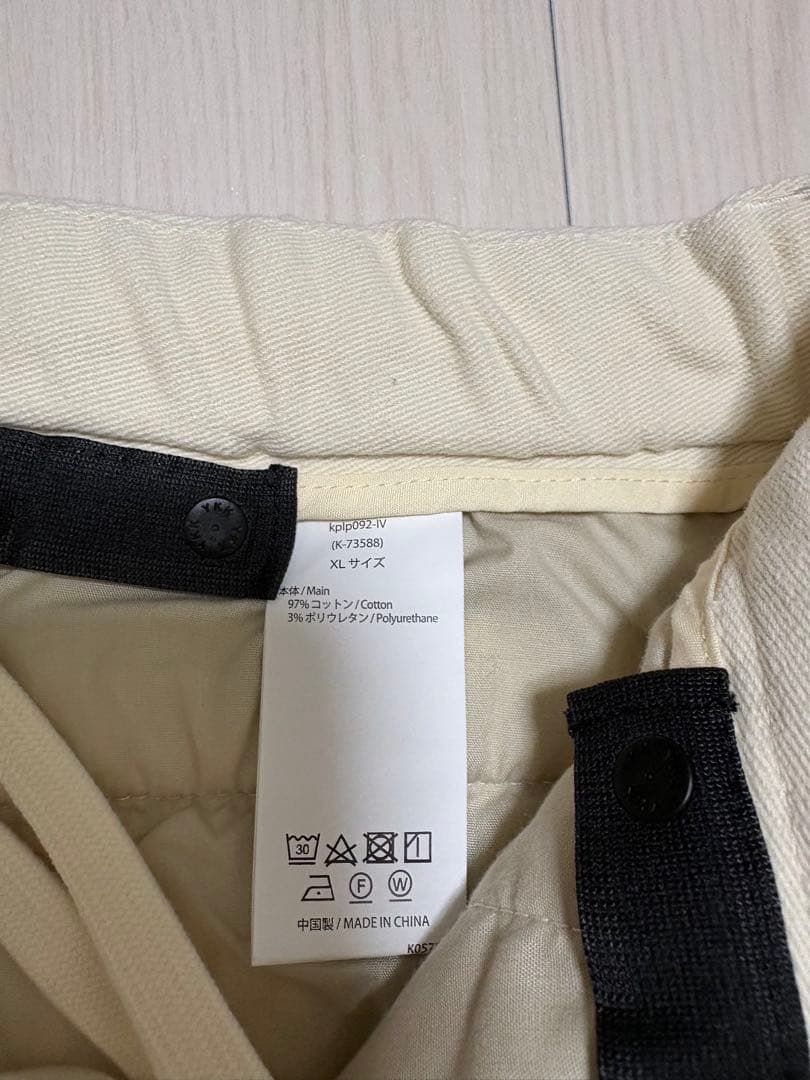 YKK
kplp092-IV
(K-73588)
XL サイズ
本体 / Main
97% コットン / Cotton
3% ポリウレタン / Polyurethane
30
F
W
中国製 / MADE IN CHINA